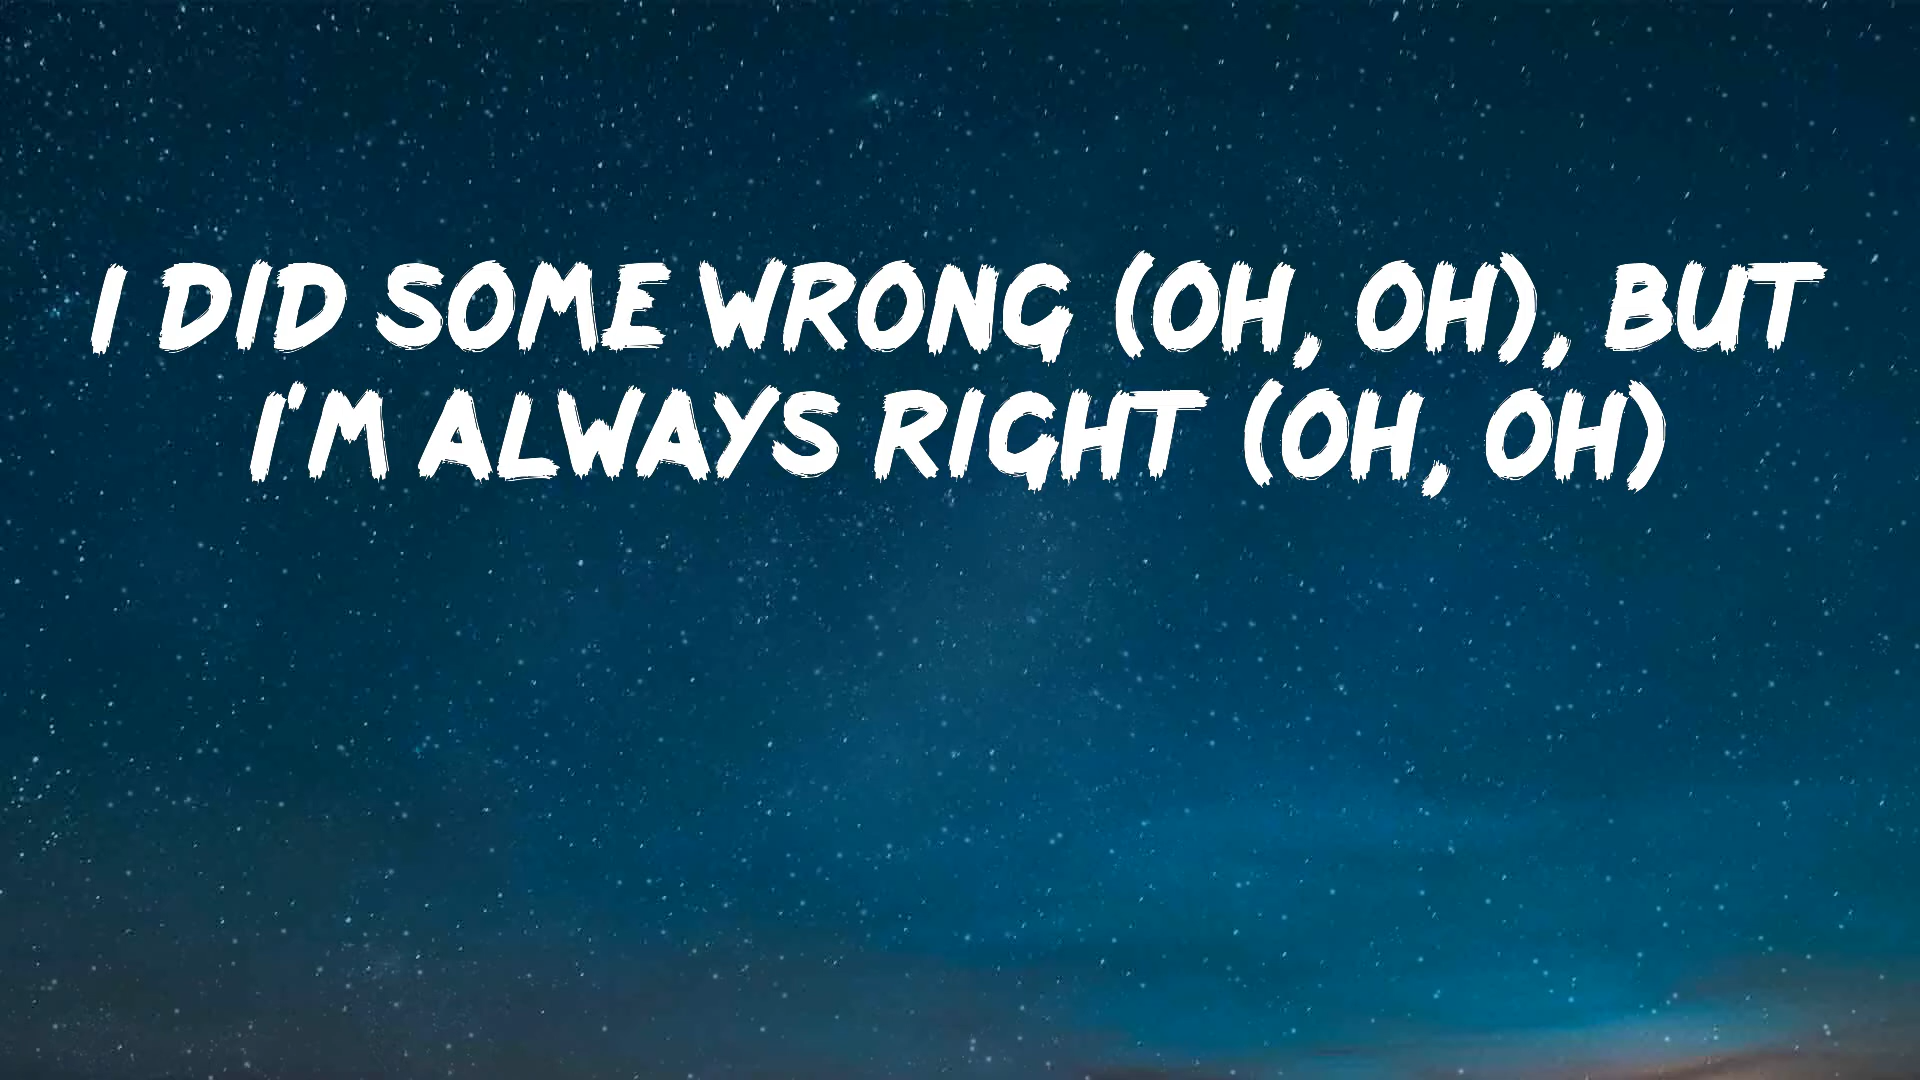 I DID SOME WRONG (OH, OH), BUT
I'M ALWAYS RIGHT (OH, OH)